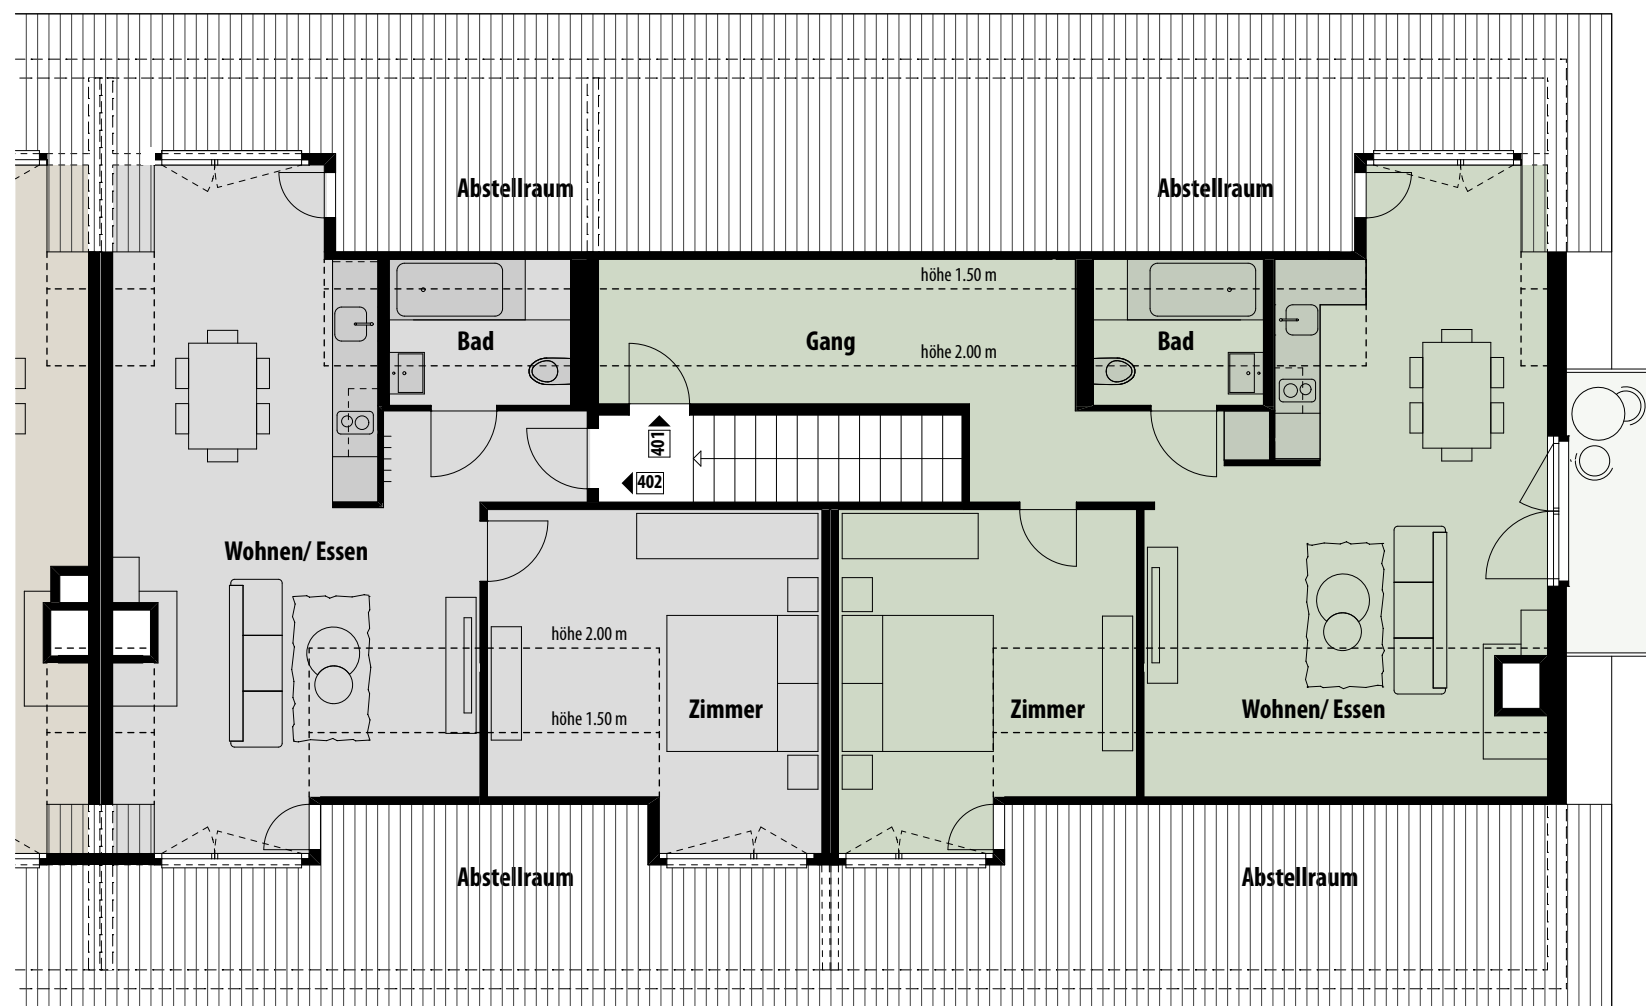 Abstellraum
Abstellraum
höhe 1.50 m
Bad
Gang
höhe 2.00 m
Bad
401
402
Wohnen/ Essen
höhe 2.00 m
höhe 1.50 m
Zimmer
Zimmer
Wohnen/ Essen
Abstellraum
Abstellraum